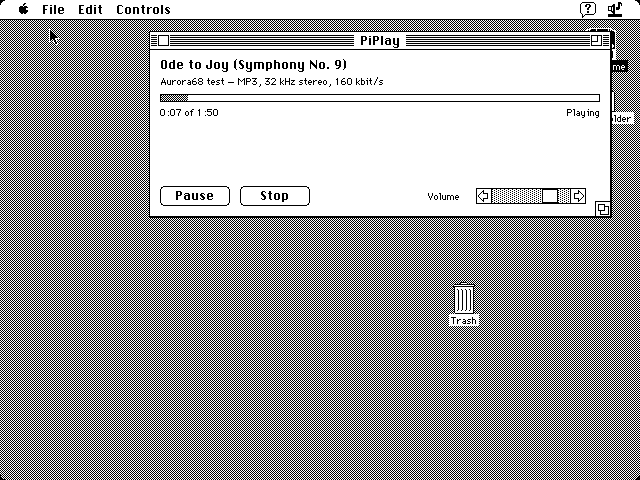 File Edit Controls
PiPlay
Ode to Joy (Symphony No. 9)
Aurora68 test — MP3, 32 kHz stereo, 160 kbit/s
0:07 of 1:50
Playing
Pause
Stop
Volume
Trash